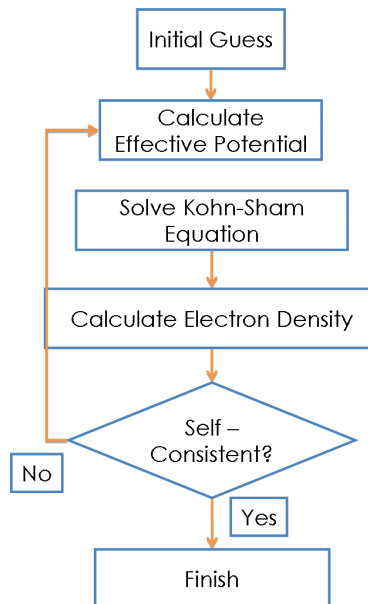 Initial Guess
Calculate
Effective Potential
Solve Kohn-Sham
Equation
Calculate Electron Density
Self –
Consistent?
No
Yes
Finish